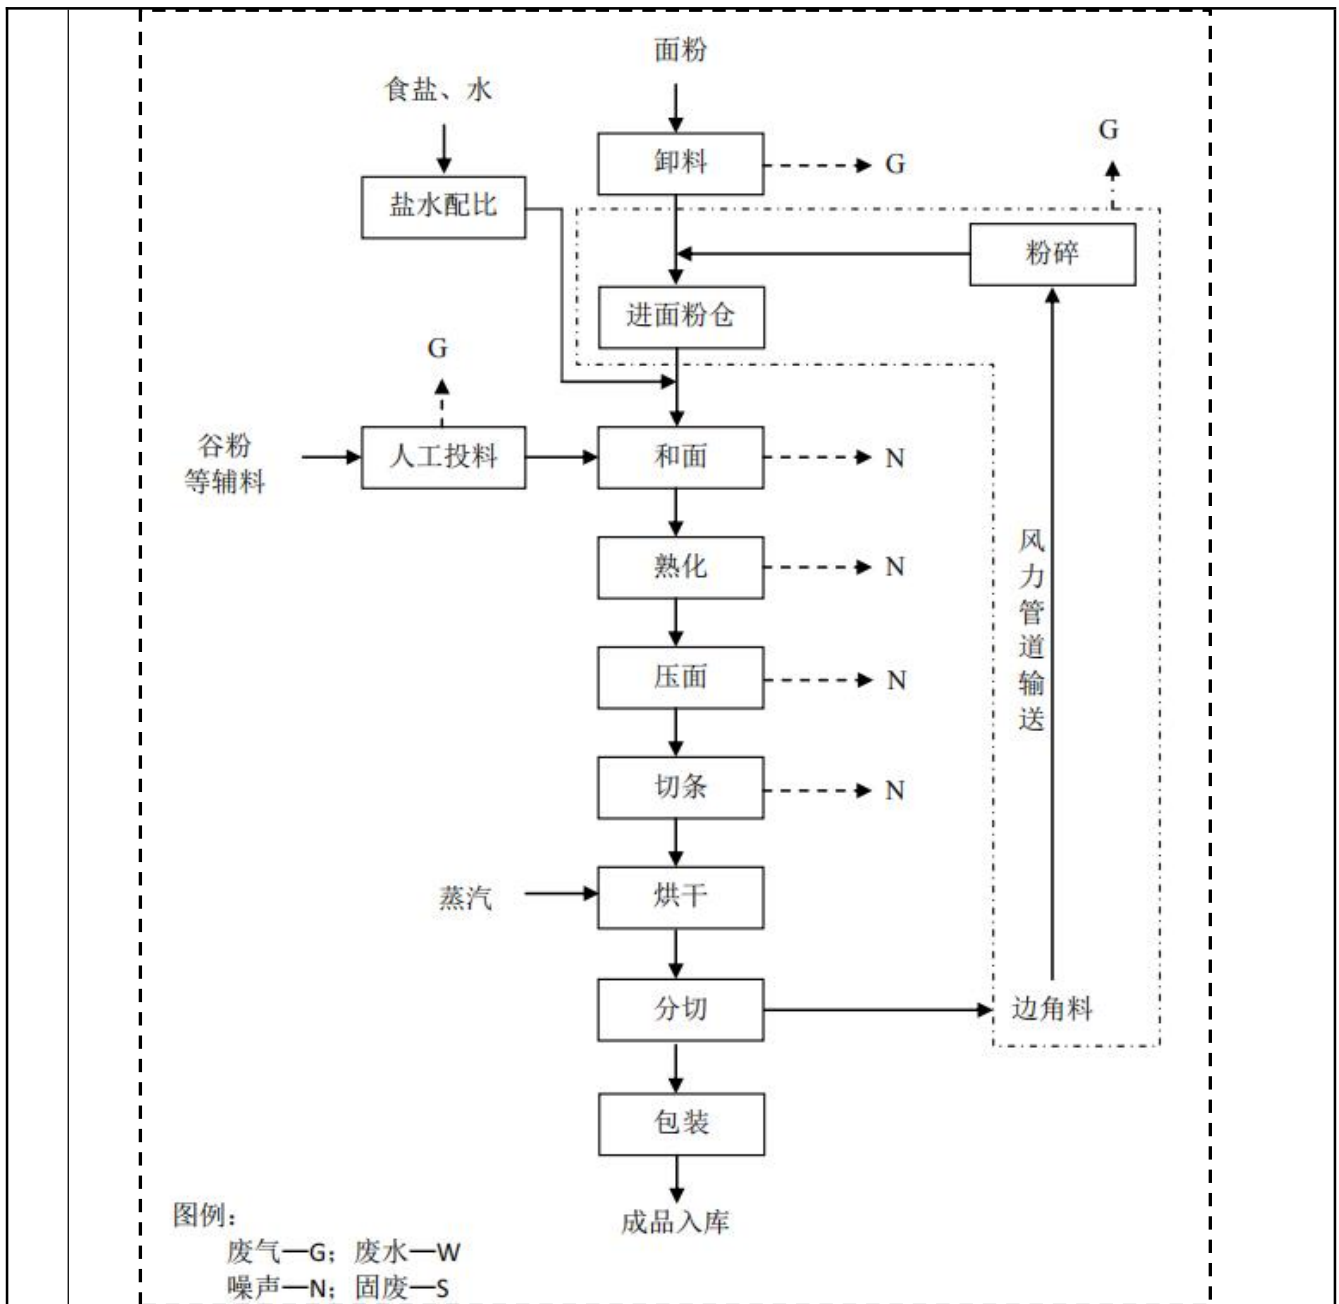 面粉
食盐、水
G
卸料
G
盐水配比
粉碎
进面粉仓
G
谷粉
等辅料
人工投料
和面
N
熟化
N
风力管道输送
压面
N
切条
N
蒸汽
烘干
分切
边角料
包装
成品入库
图例：
废气—G；废水—W
噪声—N；固废—S